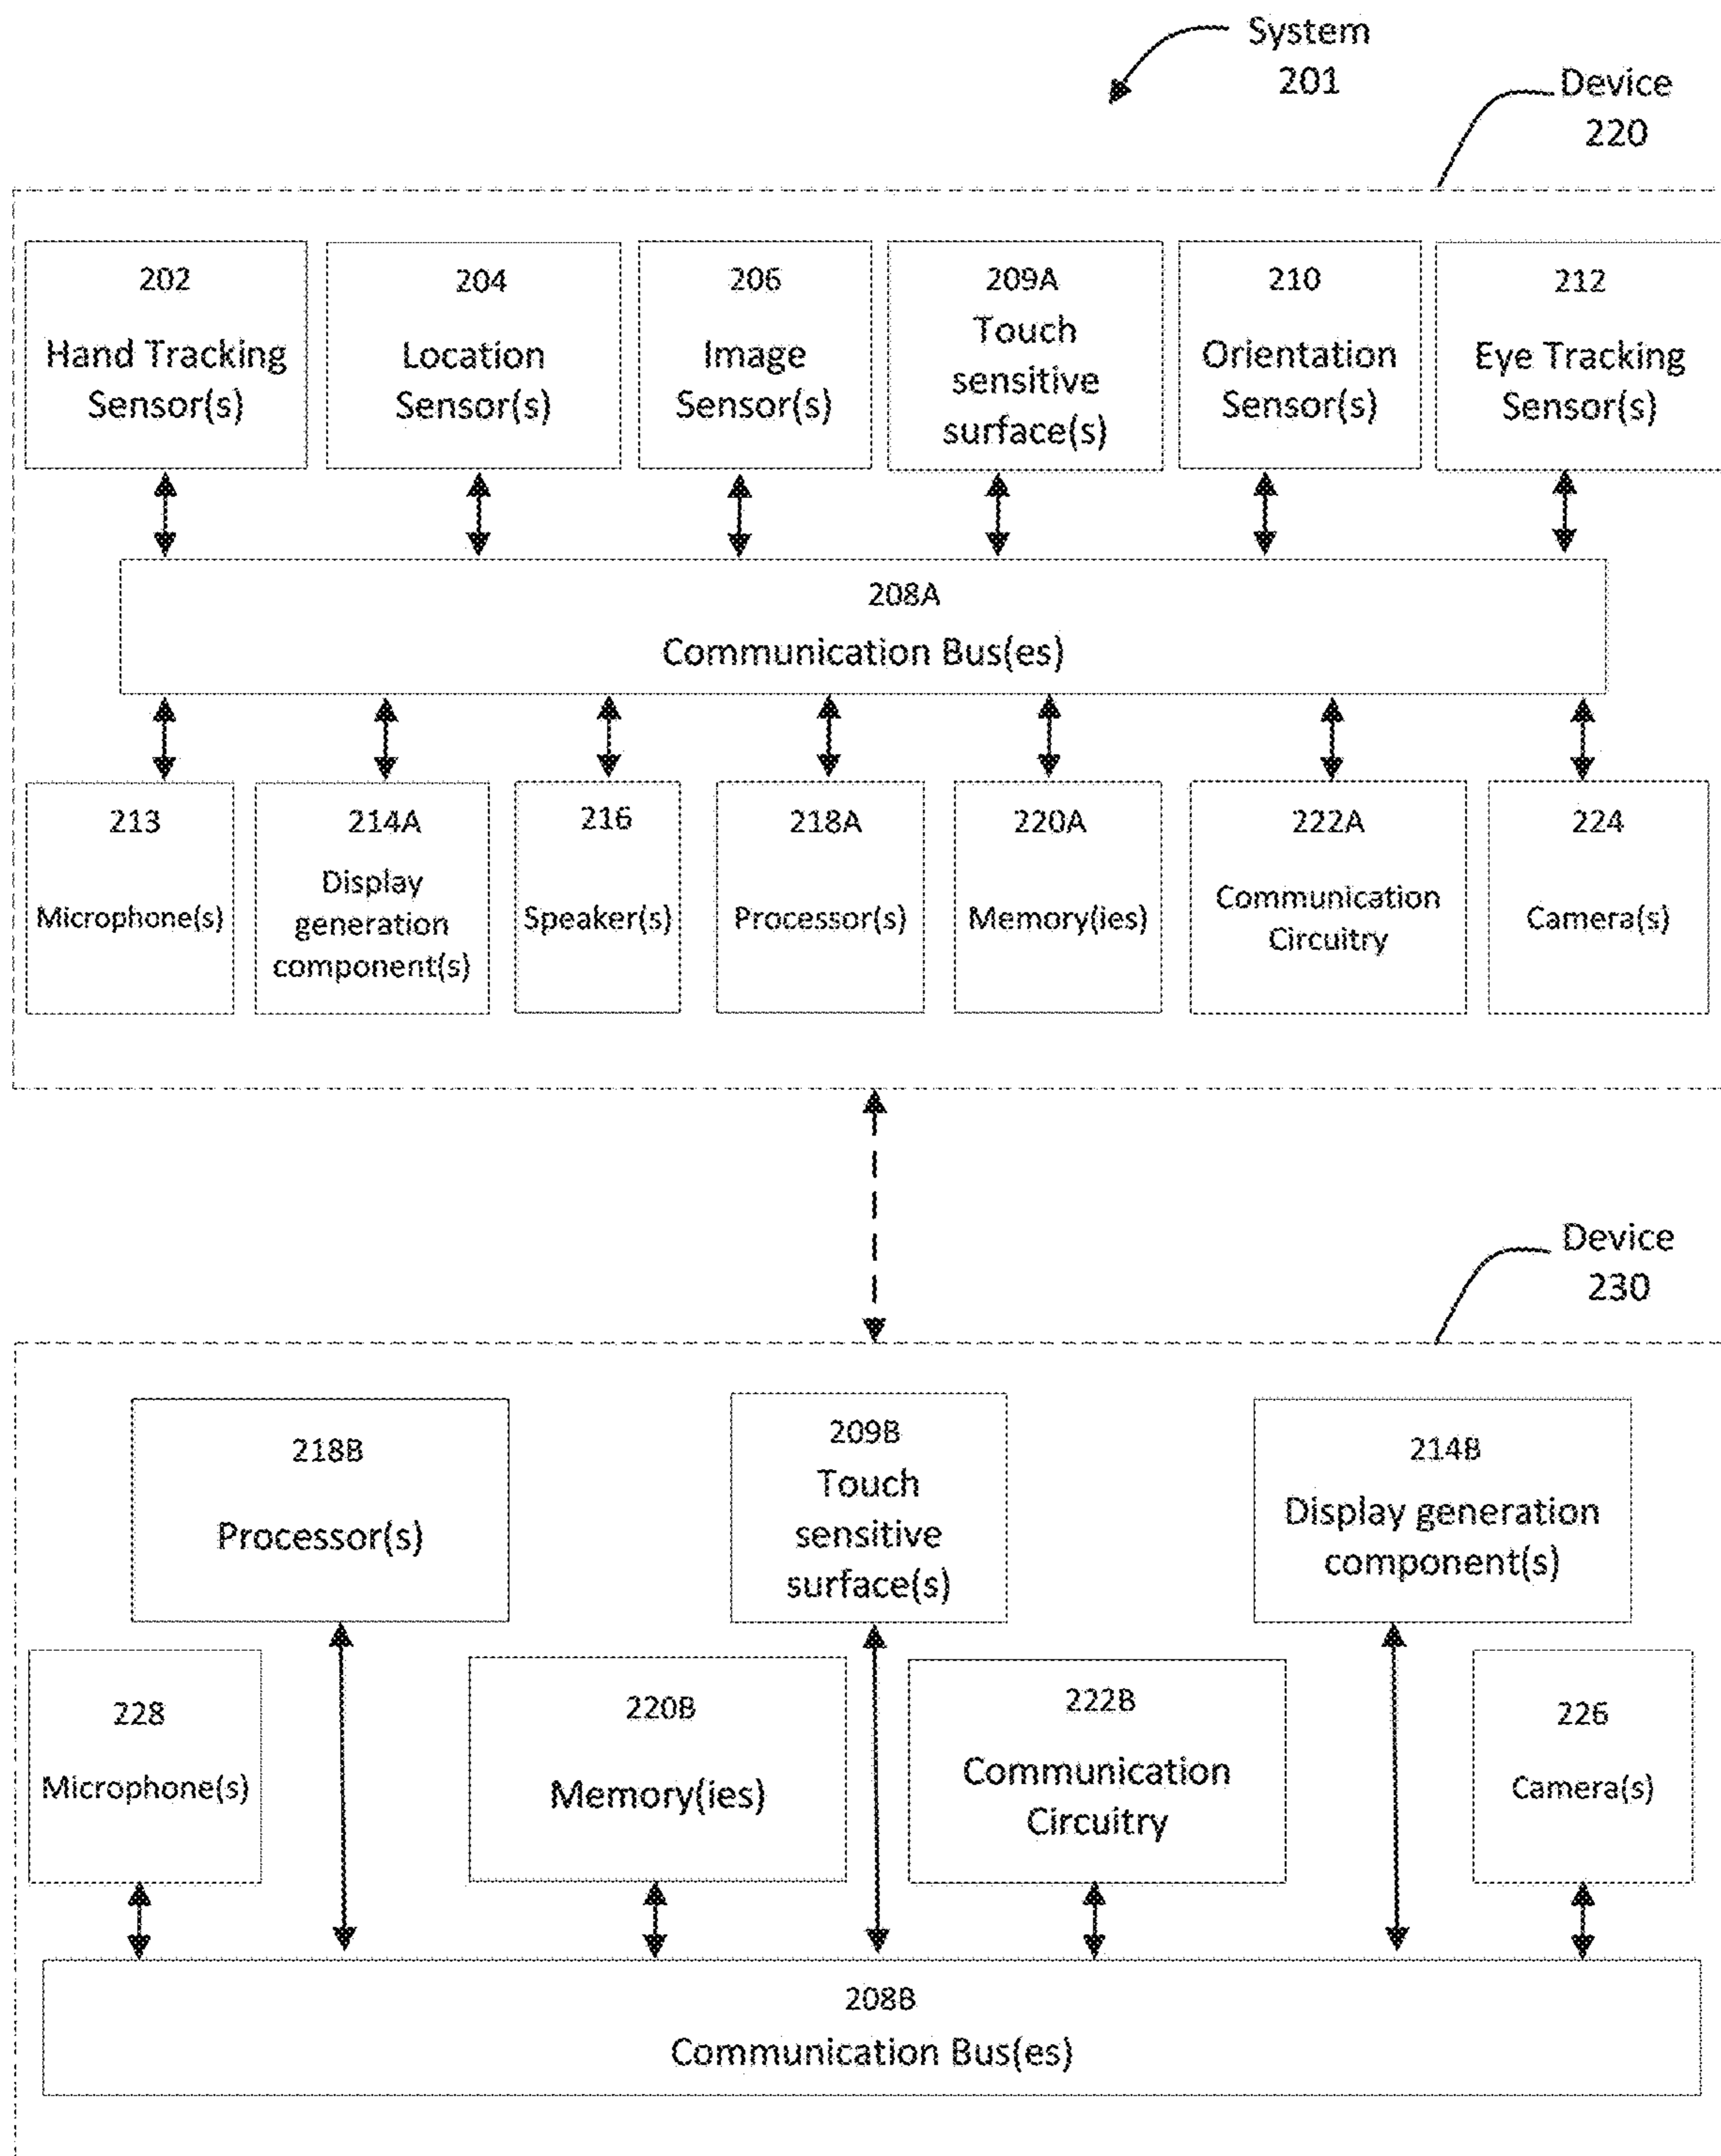 System
201
Device
220
202
Hand Tracking
Sensor(s)
204
Location
Sensor(s)
206
Image
Sensor(s)
209A
Touch
sensitive
surface(s)
210
Orientation
Sensor(s)
212
Eye Tracking
Sensor(s)
208A
Communication Bus(es)
213
Microphone(s)
214A
Display
generation
component(s)
216
Speaker(s)
218A
Processor(s)
220A
Memory(ies)
222A
Communication
Circuitry
224
Camera(s)
Device
230
218B
Processor(s)
209B
Touch
sensitive
surface(s)
214B
Display generation
component(s)
228
Microphone(s)
220B
Memory(ies)
222B
Communication
Circuitry
226
Camera(s)
208B
Communication Bus(es)